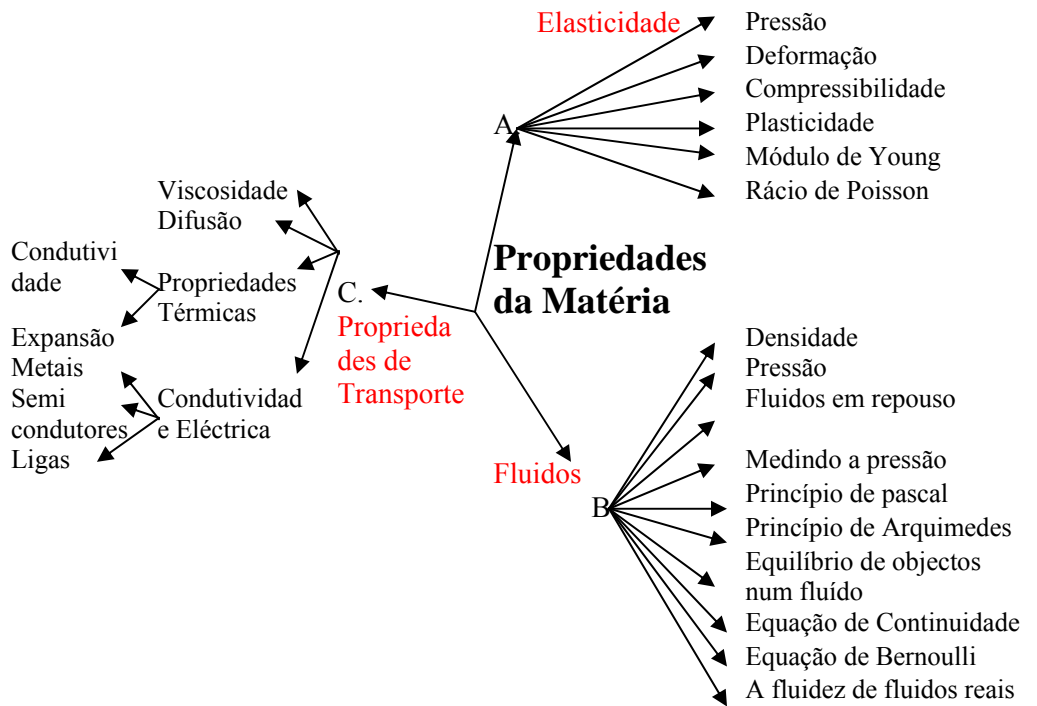 Elasticidade
Pressão
Deformação
Compressibilidade
Plasticidade
Módulo de Young
Rácio de Poisson
A.
Viscosidade
Difusão
Propriedades
Térmicas
Condutivi
dade
Expansão
Metais
Semi
condutores
Ligas
Condutividad
e Eléctrica
C.
Proprieda
des de
Transporte
Propriedades
da Matéria
Fluidos
B
Densidade
Pressão
Fluidos em repouso
Medindo a pressão
Princípio de pascal
Princípio de Arquimedes
Equilíbrio de objectos
num fluído
Equação de Continuidade
Equação de Bernoulli
A fluidez de fluidos reais